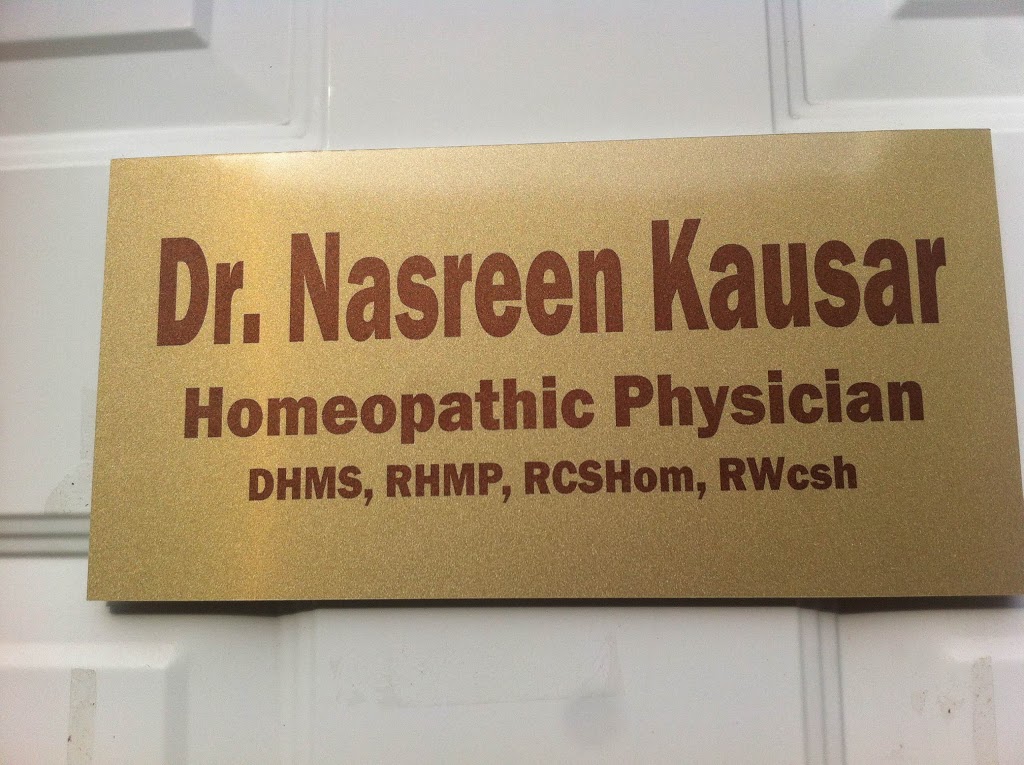 Dr. Nasreen Kausar
Homeopathic Physician
DHMS, RHMP, RCSHom, RWcsh